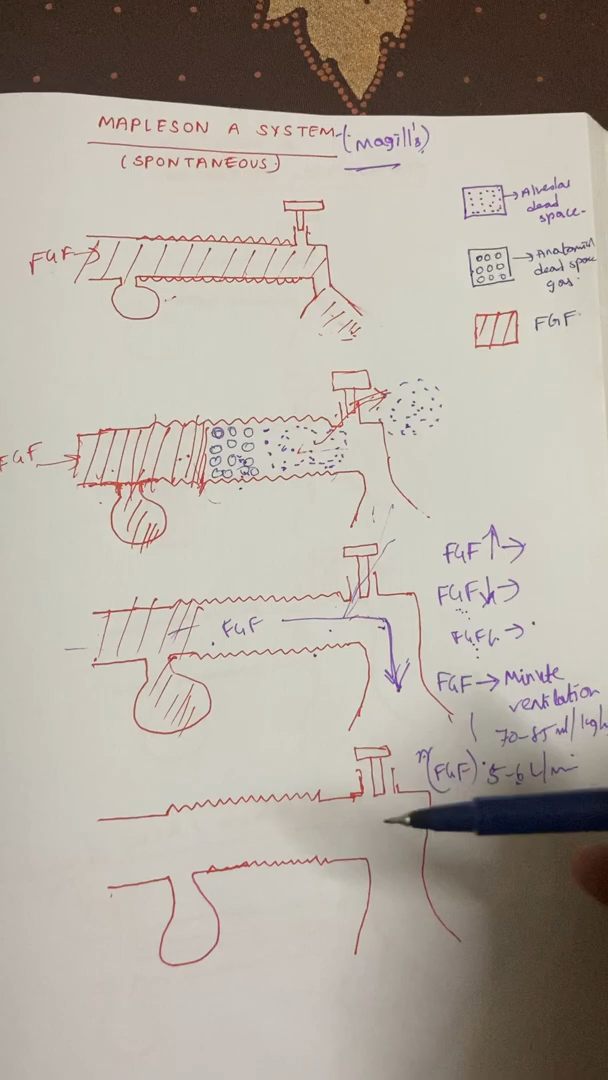 MAPLESON A SYSTEM-(Magill's)
(SPONTANEOUS)
Alveolar
dead
space
FGF
Anatomical
dead space
gas.
FGF
FGF
FGF ↑ →
FGF ↓ →
FGF
FGF
FGF → Minute
ventilation
70-85 ml/kg/
(FGF) 5-6 L/min